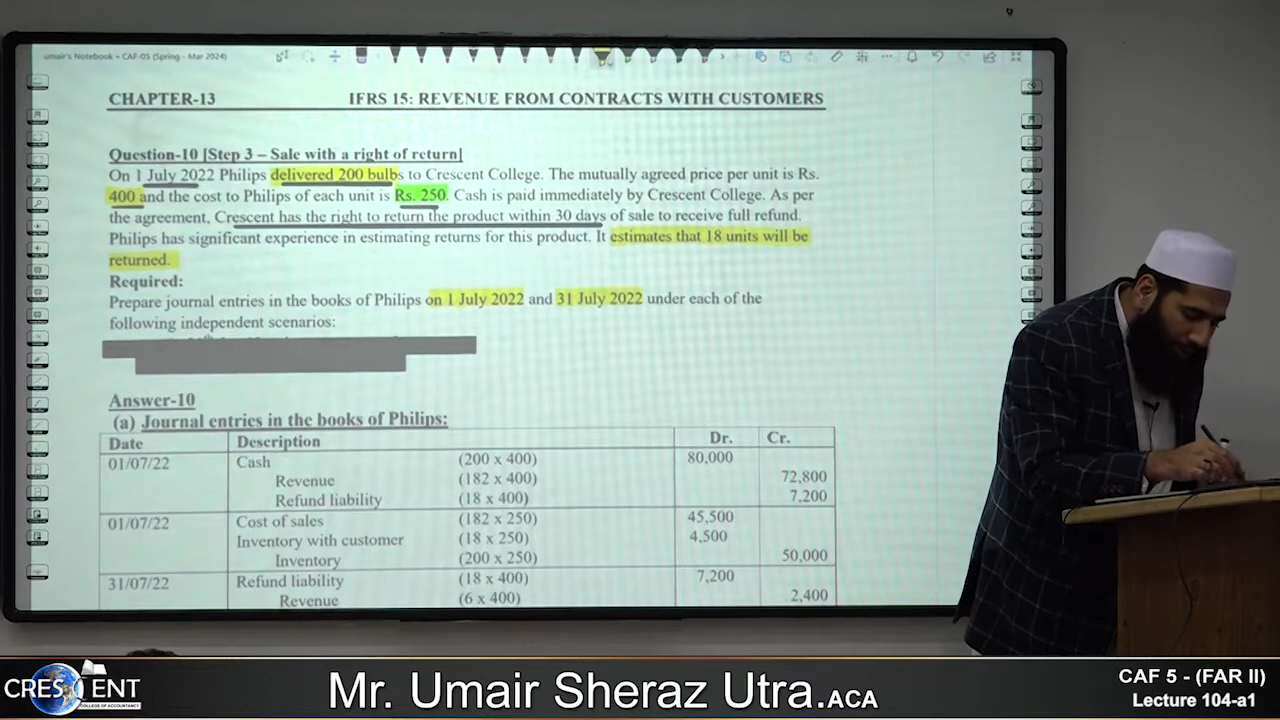 umair's Notebook • CAF-05 (Spring - Mar 2024)
CHAPTER-13 IFRS 15: REVENUE FROM CONTRACTS WITH CUSTOMERS
Question-10 [Step 3 – Sale with a right of return]
On 1 July 2022 Philips delivered 200 bulbs to Crescent College. The mutually agreed price per unit is Rs.
400 and the cost to Philips of each unit is Rs. 250. Cash is paid immediately by Crescent College. As per
the agreement, Crescent has the right to return the product within 30 days of sale to receive full refund.
Philips has significant experience in estimating returns for this product. It estimates that 18 units will be
returned.
Required:
Prepare journal entries in the books of Philips on 1 July 2022 and 31 July 2022 under each of the
following independent scenarios:
Answer-10
(a) Journal entries in the books of Philips:
Date Description Dr. Cr.
01/07/22 Cash (200 x 400) 80,000
Revenue (182 x 400) 72,800
Refund liability (18 x 400) 7,200
01/07/22 Cost of sales (182 x 250) 45,500
Inventory with customer (18 x 250) 4,500
Inventory (200 x 250) 50,000
31/07/22 Refund liability (18 x 400) 7,200
Revenue (6 x 400) 2,400
CRESCENT
COLLEGE OF ACCOUNTANCY
Mr. Umair Sheraz Utra.ACA
CAF 5 - (FAR II)
Lecture 104-a1